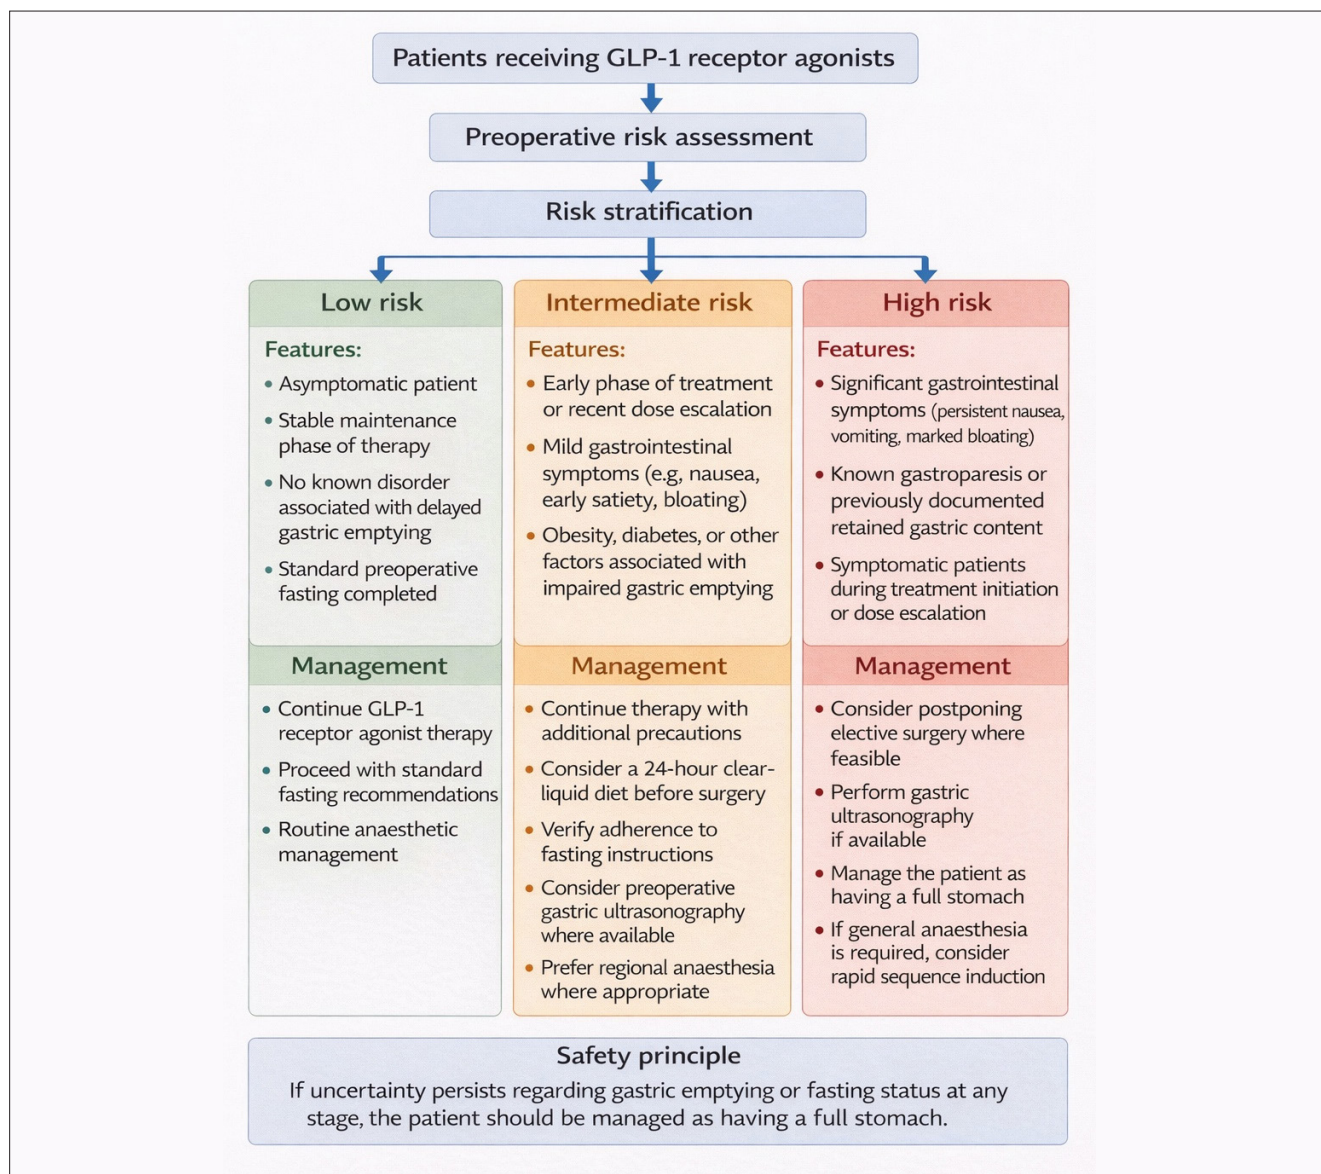 Patients receiving GLP-1 receptor agonists
Preoperative risk assessment
Risk stratification
Low risk
Features:
• Asymptomatic patient
• Stable maintenance
phase of therapy
• No known disorder
associated with delayed
gastric emptying
• Standard preoperative
fasting completed
Management
• Continue GLP-1
receptor agonist therapy
• Proceed with standard
fasting recommendations
• Routine anaesthetic
management
Intermediate risk
Features:
• Early phase of treatment
or recent dose escalation
• Mild gastrointestinal
symptoms (e.g, nausea,
early satiety, bloating)
• Obesity, diabetes, or other
factors associated with
impaired gastric emptying
Management
• Continue therapy with
additional precautions
• Consider a 24-hour clear-
liquid diet before surgery
• Verify adherence to
fasting instructions
• Consider preoperative
gastric ultrasonography
where available
• Prefer regional anaesthesia
where appropriate
High risk
Features:
• Significant gastrointestinal
symptoms (persistent nausea,
vomiting, marked bloating)
• Known gastroparesis or
previously documented
retained gastric content
• Symptomatic patients
during treatment initiation
or dose escalation
Management
• Consider postponing
elective surgery where
feasible
• Perform gastric
ultrasonography
if available
• Manage the patient as
having a full stomach
• If general anaesthesia
is required, consider
rapid sequence induction
Safety principle
If uncertainty persists regarding gastric emptying or fasting status at any
stage, the patient should be managed as having a full stomach.